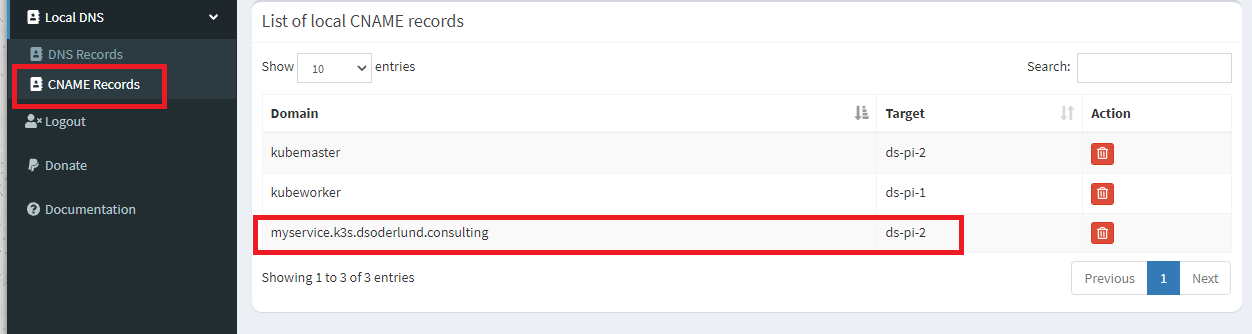 Local DNS
DNS Records
CNAME Records
Logout
Donate
Documentation
List of local CNAME records
Show 10 entries
Search:
Domain Target Action
kubemaster ds-pi-2
kubeworker ds-pi-1
myservice.k3s.dsoderlund.consulting ds-pi-2
Showing 1 to 3 of 3 entries
Previous 1 Next